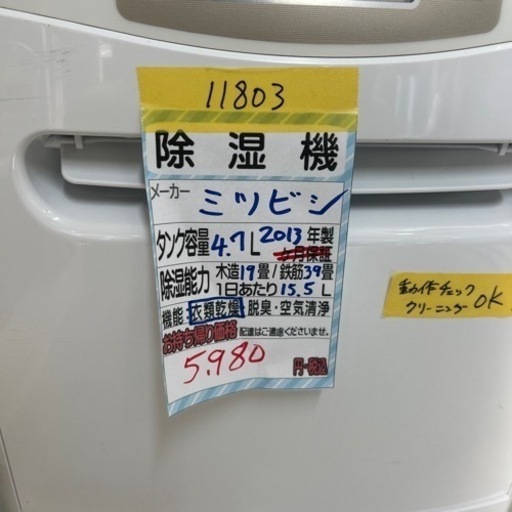 11803
除湿機
メーカー ミツビシ
タンク容量 4.7L 2013年製
ヶ月保証
除湿能力 木造19畳/鉄筋39畳
1日あたり15.5L
機能:衣類乾燥・脱臭・空気清浄
お持ち帰り価格 配達はご遠慮くださいませ。
5.980 円・税込
動作チェック
クリーニング OK